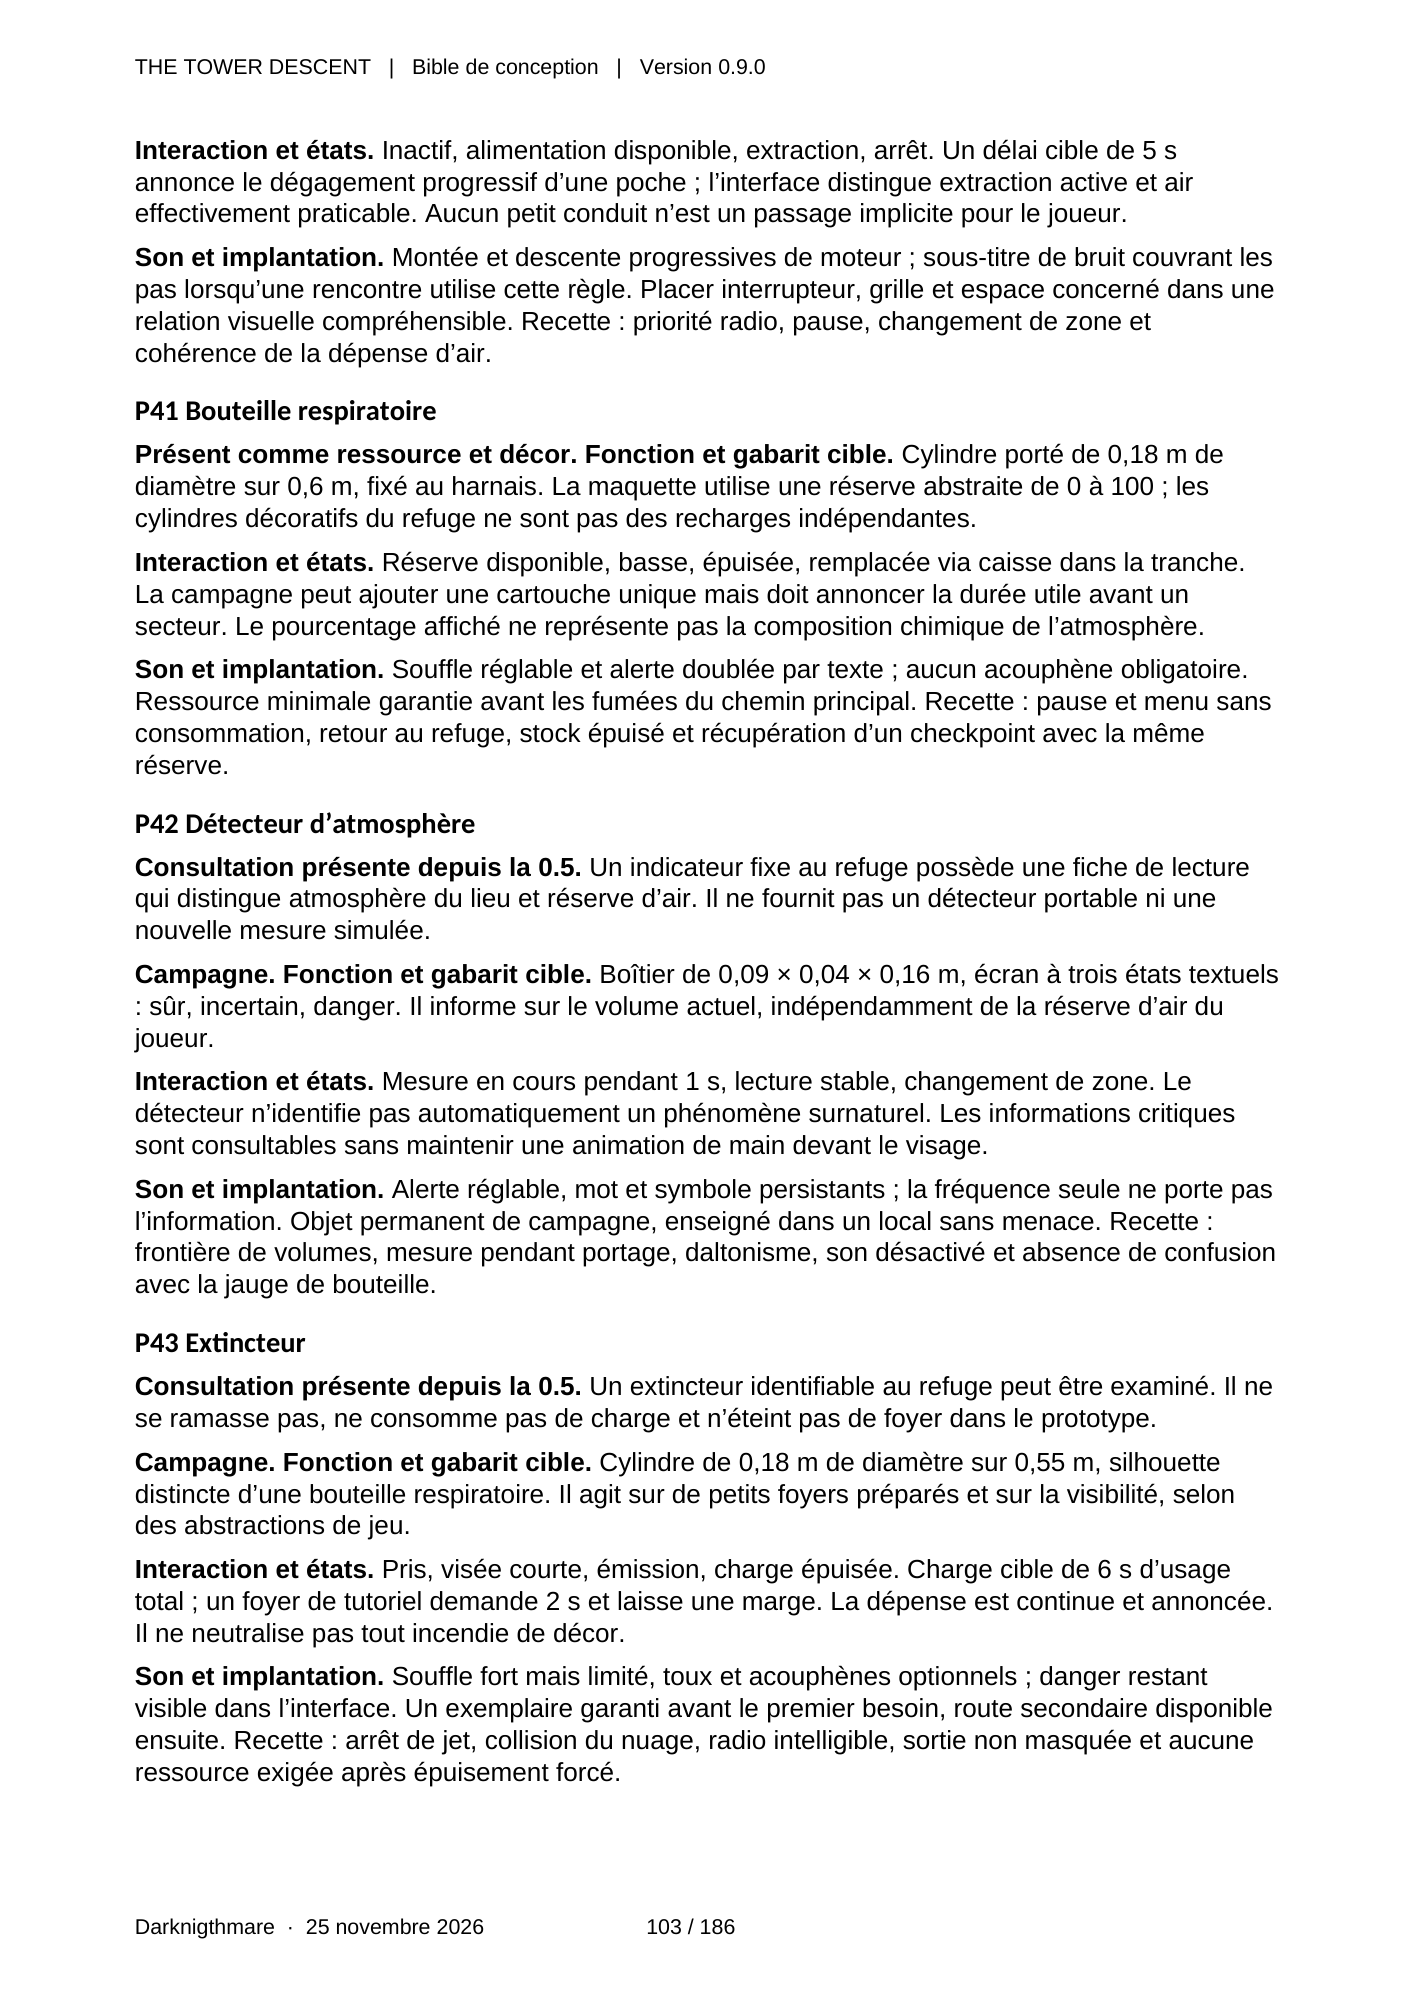 THE TOWER DESCENT | Bible de conception | Version 0.9.0
Interaction et états. Inactif, alimentation disponible, extraction, arrêt. Un délai cible de 5 s
annonce le dégagement progressif d’une poche ; l’interface distingue extraction active et air
effectivement praticable. Aucun petit conduit n’est un passage implicite pour le joueur.
Son et implantation. Montée et descente progressives de moteur ; sous-titre de bruit couvrant les
pas lorsqu’une rencontre utilise cette règle. Placer interrupteur, grille et espace concerné dans une
relation visuelle compréhensible. Recette : priorité radio, pause, changement de zone et
cohérence de la dépense d’air.
P41 Bouteille respiratoire
Présent comme ressource et décor. Fonction et gabarit cible. Cylindre porté de 0,18 m de
diamètre sur 0,6 m, fixé au harnais. La maquette utilise une réserve abstraite de 0 à 100 ; les
cylindres décoratifs du refuge ne sont pas des recharges indépendantes.
Interaction et états. Réserve disponible, basse, épuisée, remplacée via caisse dans la tranche.
La campagne peut ajouter une cartouche unique mais doit annoncer la durée utile avant un
secteur. Le pourcentage affiché ne représente pas la composition chimique de l’atmosphère.
Son et implantation. Souffle réglable et alerte doublée par texte ; aucun acouphène obligatoire.
Ressource minimale garantie avant les fumées du chemin principal. Recette : pause et menu sans
consommation, retour au refuge, stock épuisé et récupération d’un checkpoint avec la même
réserve.
P42 Détecteur d’atmosphère
Consultation présente depuis la 0.5. Un indicateur fixe au refuge possède une fiche de lecture
qui distingue atmosphère du lieu et réserve d’air. Il ne fournit pas un détecteur portable ni une
nouvelle mesure simulée.
Campagne. Fonction et gabarit cible. Boîtier de 0,09 × 0,04 × 0,16 m, écran à trois états textuels
: sûr, incertain, danger. Il informe sur le volume actuel, indépendamment de la réserve d’air du
joueur.
Interaction et états. Mesure en cours pendant 1 s, lecture stable, changement de zone. Le
détecteur n’identifie pas automatiquement un phénomène surnaturel. Les informations critiques
sont consultables sans maintenir une animation de main devant le visage.
Son et implantation. Alerte réglable, mot et symbole persistants ; la fréquence seule ne porte pas
l’information. Objet permanent de campagne, enseigné dans un local sans menace. Recette :
frontière de volumes, mesure pendant portage, daltonisme, son désactivé et absence de confusion
avec la jauge de bouteille.
P43 Extincteur
Consultation présente depuis la 0.5. Un extincteur identifiable au refuge peut être examiné. Il ne
se ramasse pas, ne consomme pas de charge et n’éteint pas de foyer dans le prototype.
Campagne. Fonction et gabarit cible. Cylindre de 0,18 m de diamètre sur 0,55 m, silhouette
distincte d’une bouteille respiratoire. Il agit sur de petits foyers préparés et sur la visibilité, selon
des abstractions de jeu.
Interaction et états. Pris, visée courte, émission, charge épuisée. Charge cible de 6 s d’usage
total ; un foyer de tutoriel demande 2 s et laisse une marge. La dépense est continue et annoncée.
Il ne neutralise pas tout incendie de décor.
Son et implantation. Souffle fort mais limité, toux et acouphènes optionnels ; danger restant
visible dans l’interface. Un exemplaire garanti avant le premier besoin, route secondaire disponible
ensuite. Recette : arrêt de jet, collision du nuage, radio intelligible, sortie non masquée et aucune
ressource exigée après épuisement forcé.
Darknigthmare · 25 novembre 2026 103 / 186